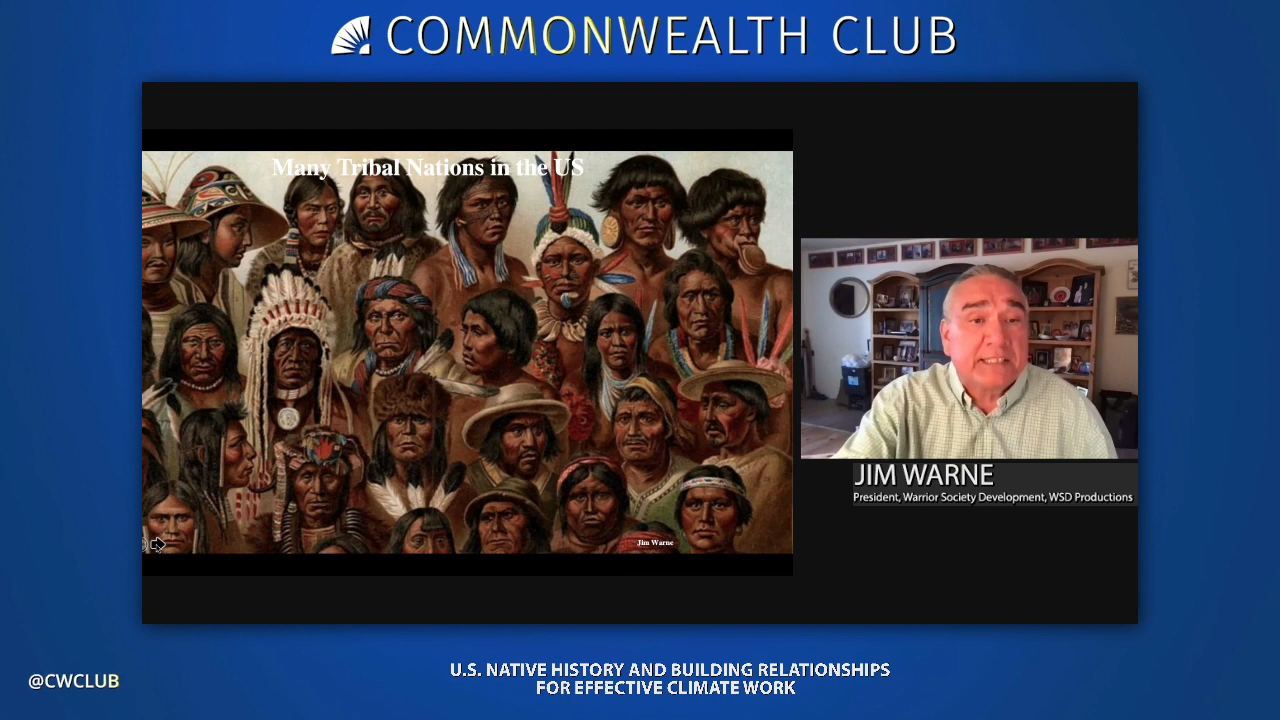 COMMONWEALTH CLUB
Many Tribal Nations in the US
Jim Warne
JIM WARNE
President, Warrior Society Development, WSD Productions
@CWCLUB
U.S. NATIVE HISTORY AND BUILDING RELATIONSHIPS
FOR EFFECTIVE CLIMATE WORK